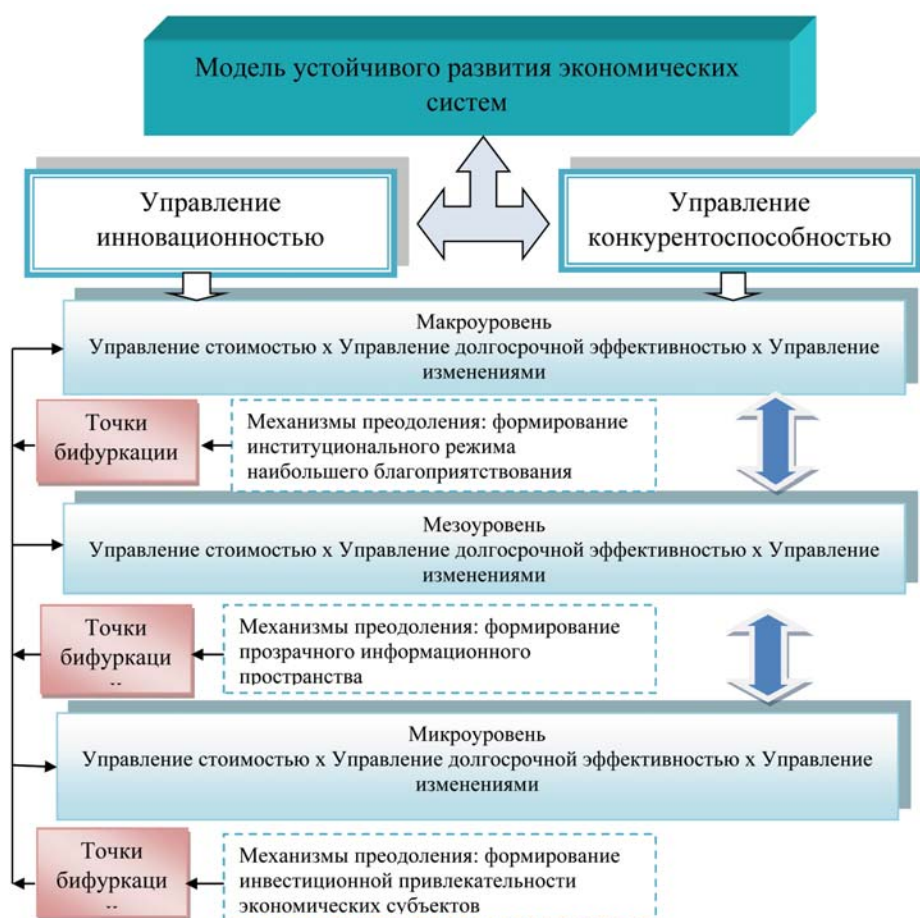 Модель устойчивого развития экономических
систем
Управление
инновационностью
Управление
конкурентоспособностью
Макроуровень
Управление стоимостью х Управление долгосрочной эффективностью х Управление
изменениями
Точки
бифуркации
Механизмы преодоления: формирование
институционального режима
наибольшего благоприятствования
Мезоуровень
Управление стоимостью х Управление долгосрочной эффективностью х Управление
изменениями
Точки
бифуркаци
Механизмы преодоления: формирование
прозрачного информационного
пространства
Микроуровень
Управление стоимостью х Управление долгосрочной эффективностью х Управление
изменениями
Точки
бифуркаци
Механизмы преодоления: формирование
инвестиционной привлекательности
экономических субъектов